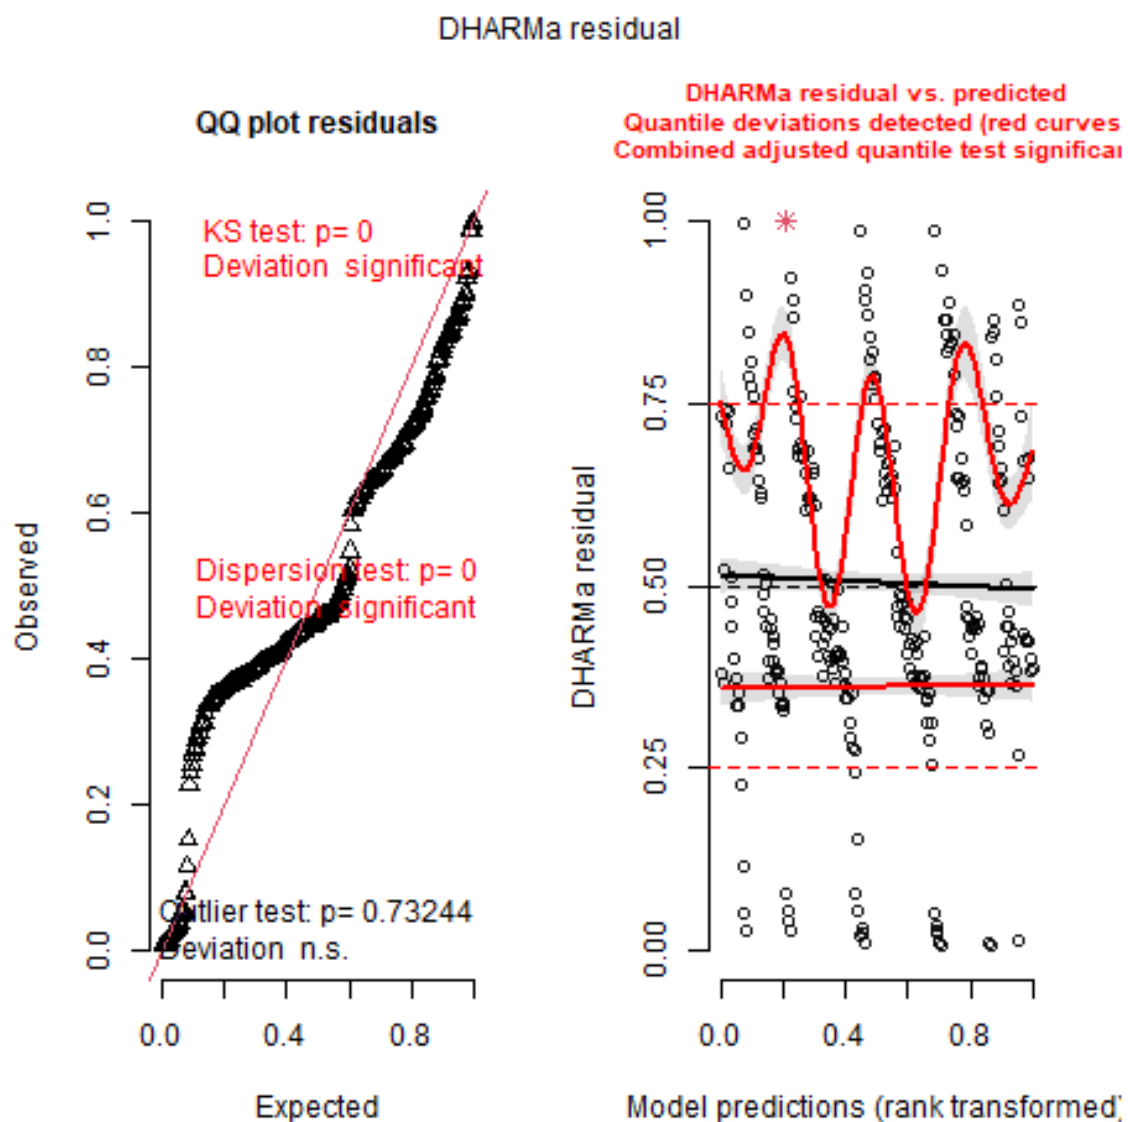 DHARMa residual
QQ plot residuals
KS test: p= 0
Deviation significant
Dispersion test: p= 0
Deviation significant
Outlier test: p= 0.73244
Deviation n.s.
Observed
0.0
0.2
0.4
0.6
0.8
1.0
0.0
0.4
0.8
Expected
DHARMa residual vs. predicted
Quantile deviations detected (red curves
Combined adjusted quantile test significan
DHARMa residual
0.00
0.25
0.50
0.75
1.00
0.0
0.4
0.8
Model predictions (rank transformed)